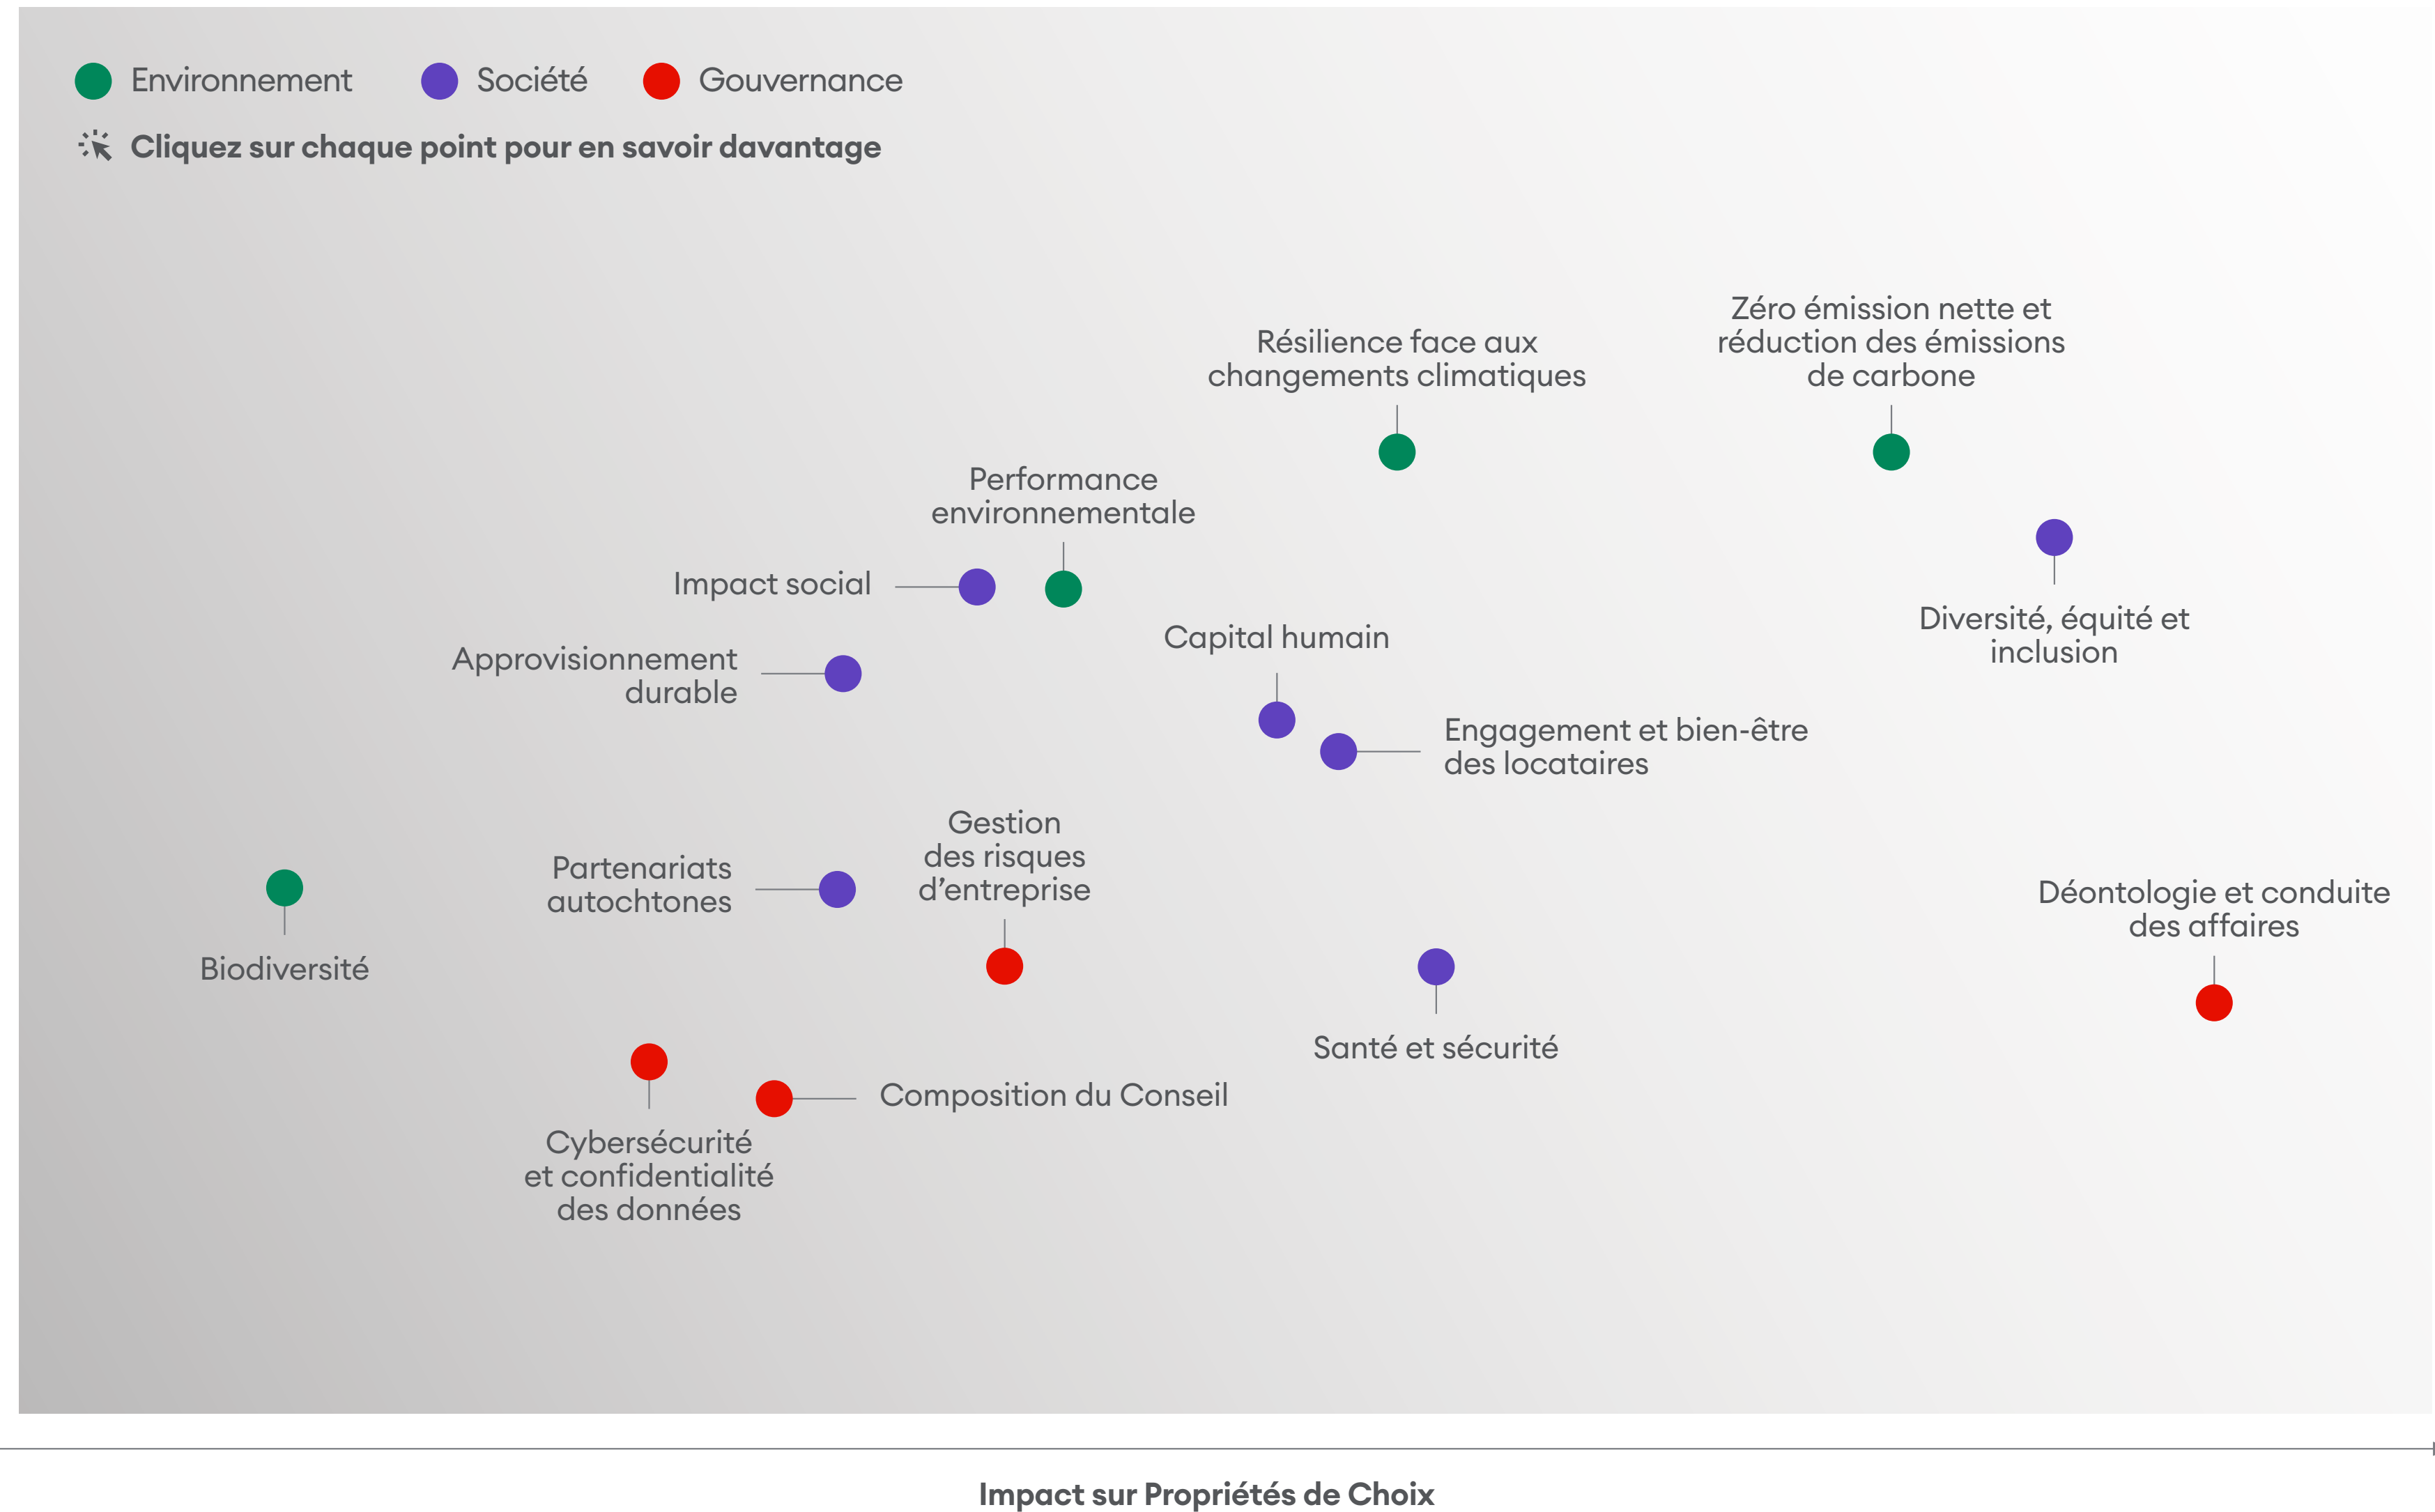 Environnement
Société
Gouvernance
Cliquez sur chaque point pour en savoir davantage
Zéro émission nette et
réduction des émissions
de carbone
Résilience face aux
changements climatiques
Performance
environnementale
Impact social
Diversité, équité et
inclusion
Capital humain
Approvisionnement
durable
Engagement et bien-être
des locataires
Gestion
des risques
d’entreprise
Partenariats
autochtones
Déontologie et conduite
des affaires
Biodiversité
Santé et sécurité
Composition du Conseil
Cybersécurité
et confidentialité
des données
Impact sur Propriétés de Choix